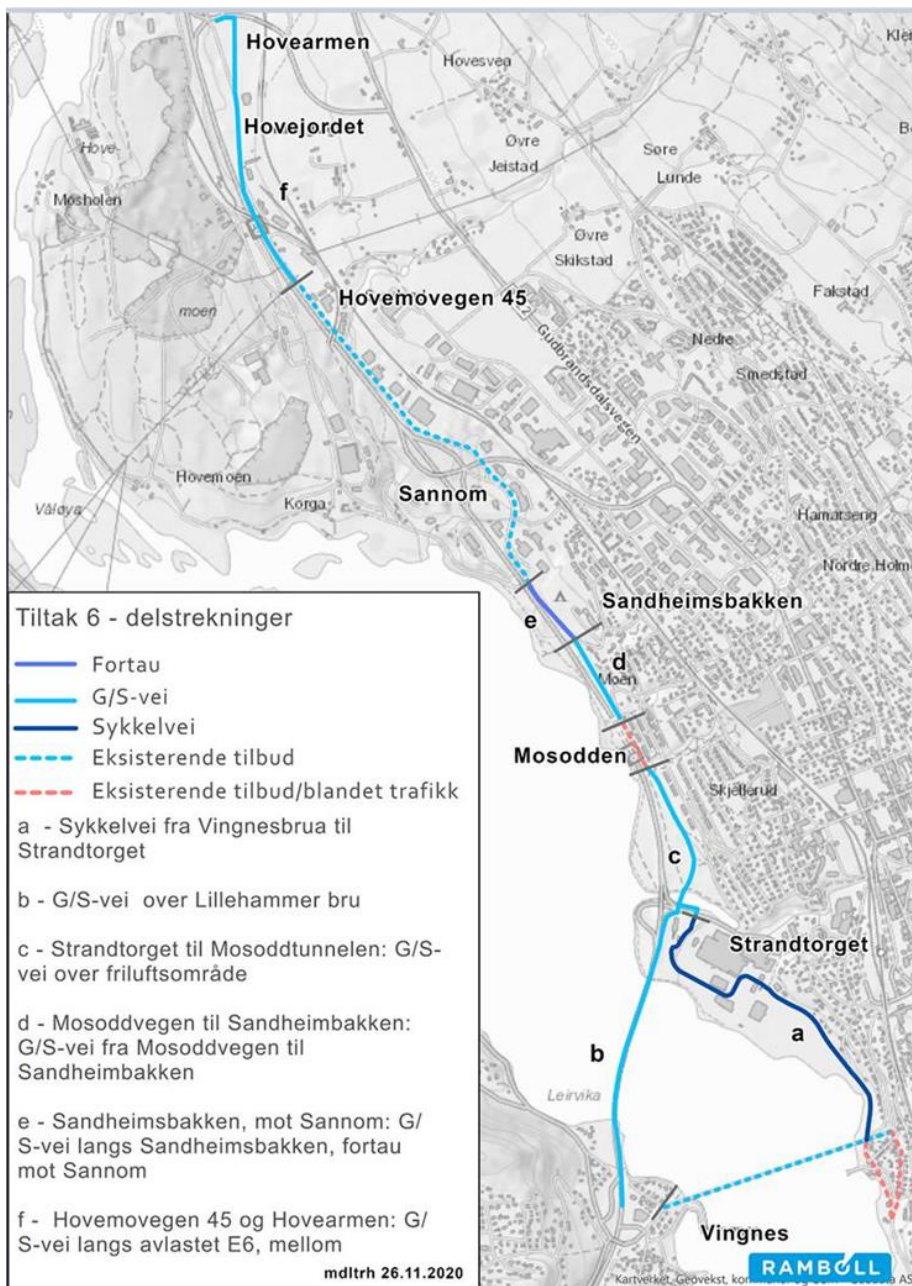 Hovearmen
Hovesvea
Hovejordet
Øvre
Jeistad
Søre
Lunde
Hove-
Mosholen
f
Øvre
Skikstad
Hovemovegen 45
Fakstad
moen
Gudbrandsdalsvegen
Nedre
Smedstad
Hovemoen
Sannom
Korga
Våløya
Hamarseng
Nordre Holm
Sandheimsbakken
e
d
Moen
Mosodden
Skjellerud
c
Strandtorget
a
b
Leirvika
Vingnes
Tiltak 6 - delstrekninger
Fortau
G/S-vei
Sykkelvei
Eksisterende tilbud
Eksisterende tilbud/blandet trafikk
a - Sykkelvei fra Vingnesbrua til
Strandtorget
b - G/S-vei over Lillehammer bru
c - Strandtorget til Mosoddtunnelen: G/S-
vei over friluftsområde
d - Mosoddvegen til Sandheimbakken:
G/S-vei fra Mosoddvegen til
Sandheimbakken
e - Sandheimsbakken, mot Sannom: G/
S-vei langs Sandheimsbakken, fortau
mot Sannom
f - Hovemovegen 45 og Hovearmen: G/
S-vei langs avlastet E6, mellom
mdltrh 26.11.2020
RAMBOLL
Kartverket, Geovekst,